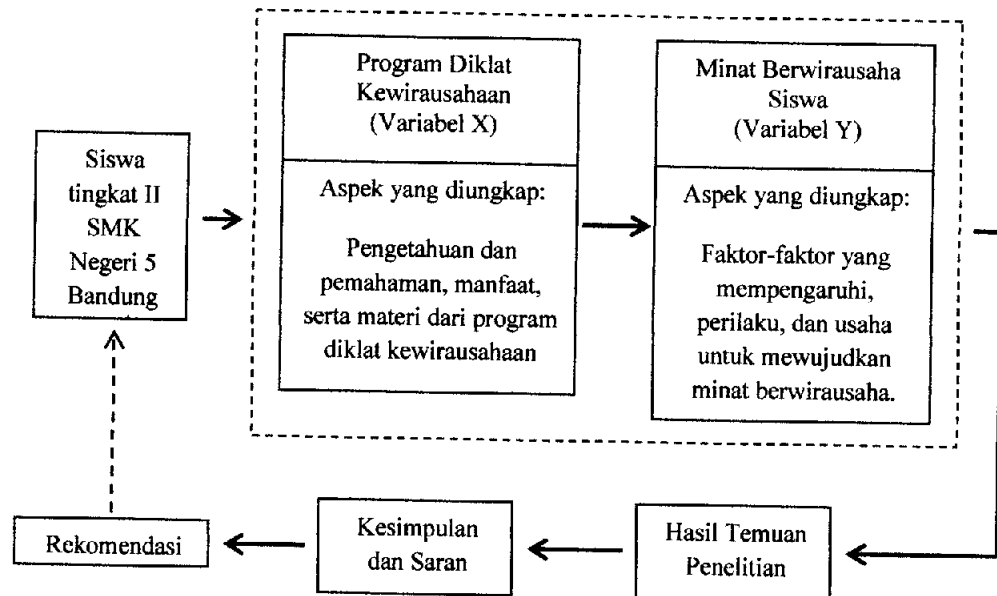 Siswa
tingkat II
SMK
Negeri 5
Bandung
Program Diklat
Kewirausahaan
(Variabel X)
Aspek yang diungkap:
Pengetahuan dan
pemahaman, manfaat,
serta materi dari program
diklat kewirausahaan
Minat Berwirausaha
Siswa
(Variabel Y)
Aspek yang diungkap:
Faktor-faktor yang
mempengaruhi,
perilaku, dan usaha
untuk mewujudkan
minat berwirausaha.
Hasil Temuan
Penelitian
Kesimpulan
dan Saran
Rekomendasi